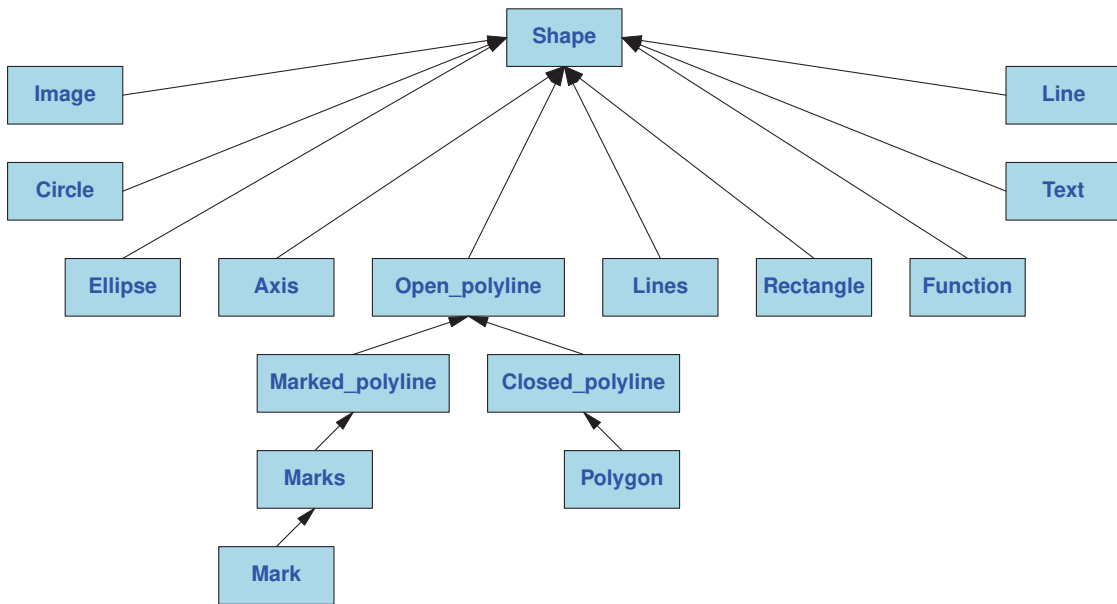 Shape
Image
Line
Circle
Text
Ellipse
Axis
Open_polyline
Lines
Rectangle
Function
Marked_polyline
Closed_polyline
Marks
Polygon
Mark